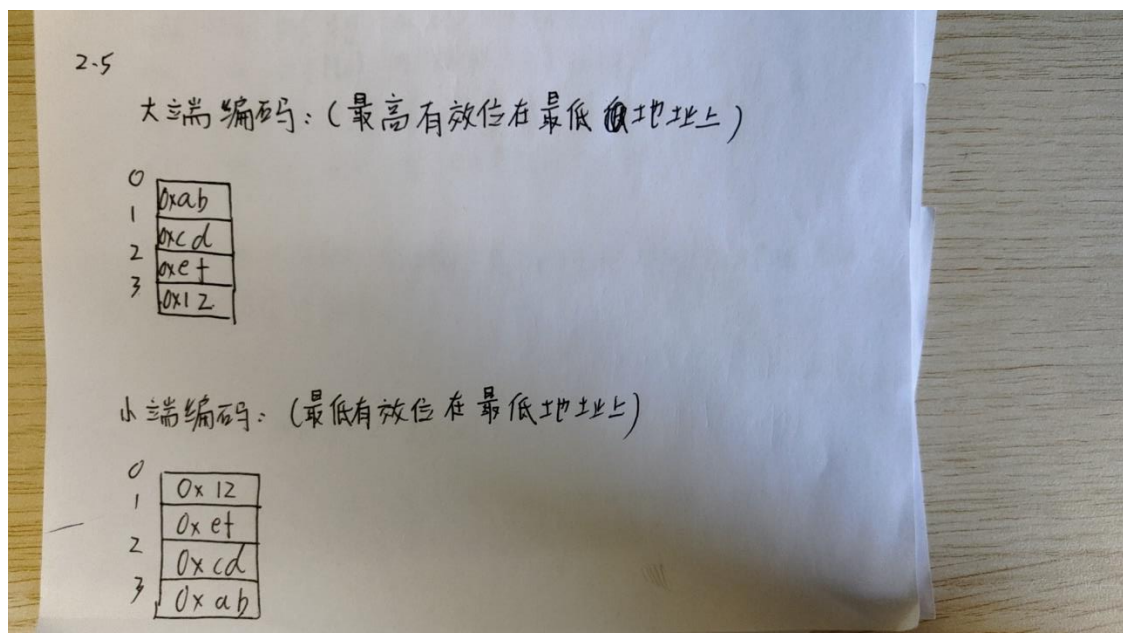 2.5
大端编码:(最高有效位在最低地址上)
0
0xab
1
0xcd
2
0xef
3
0x12
小端编码:(最低有效位在最低地址上)
0
0x12
1
0xef
2
0xcd
3
0xab